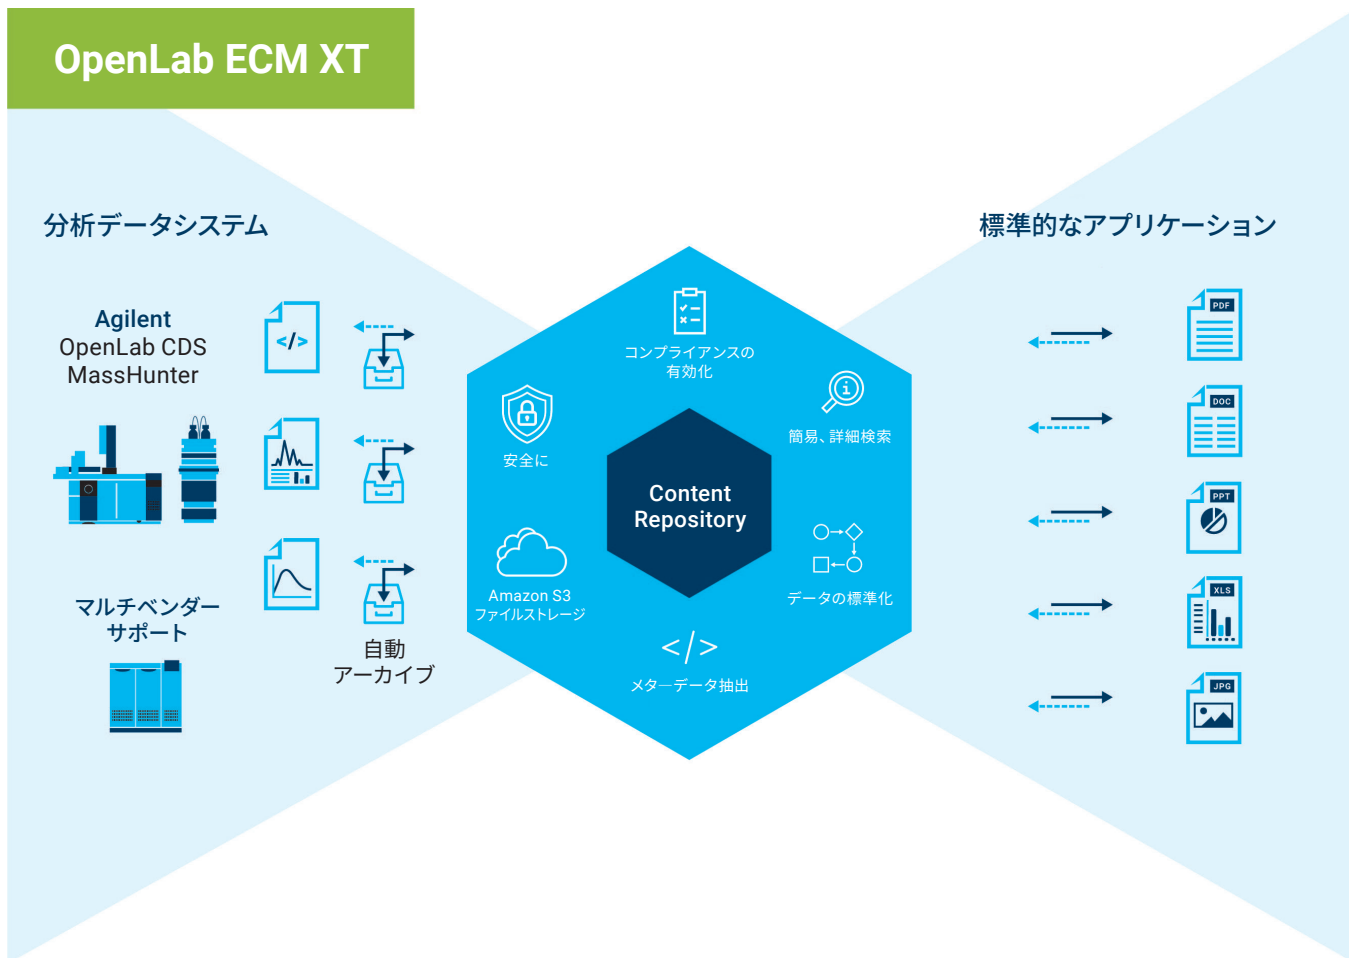 OpenLab ECM XT
分析データシステム
Agilent
OpenLab CDS
MassHunter
</>
マルチベンダー
サポート
自動
アーカイブ
コンプライアンスの
有効化
安全に
簡易、詳細検索
Content
Repository
Amazon S3
ファイルストレージ
データの標準化
</>
メターデータ抽出
標準的なアプリケーション
PDF
DOC
PPT
XLS
JPG